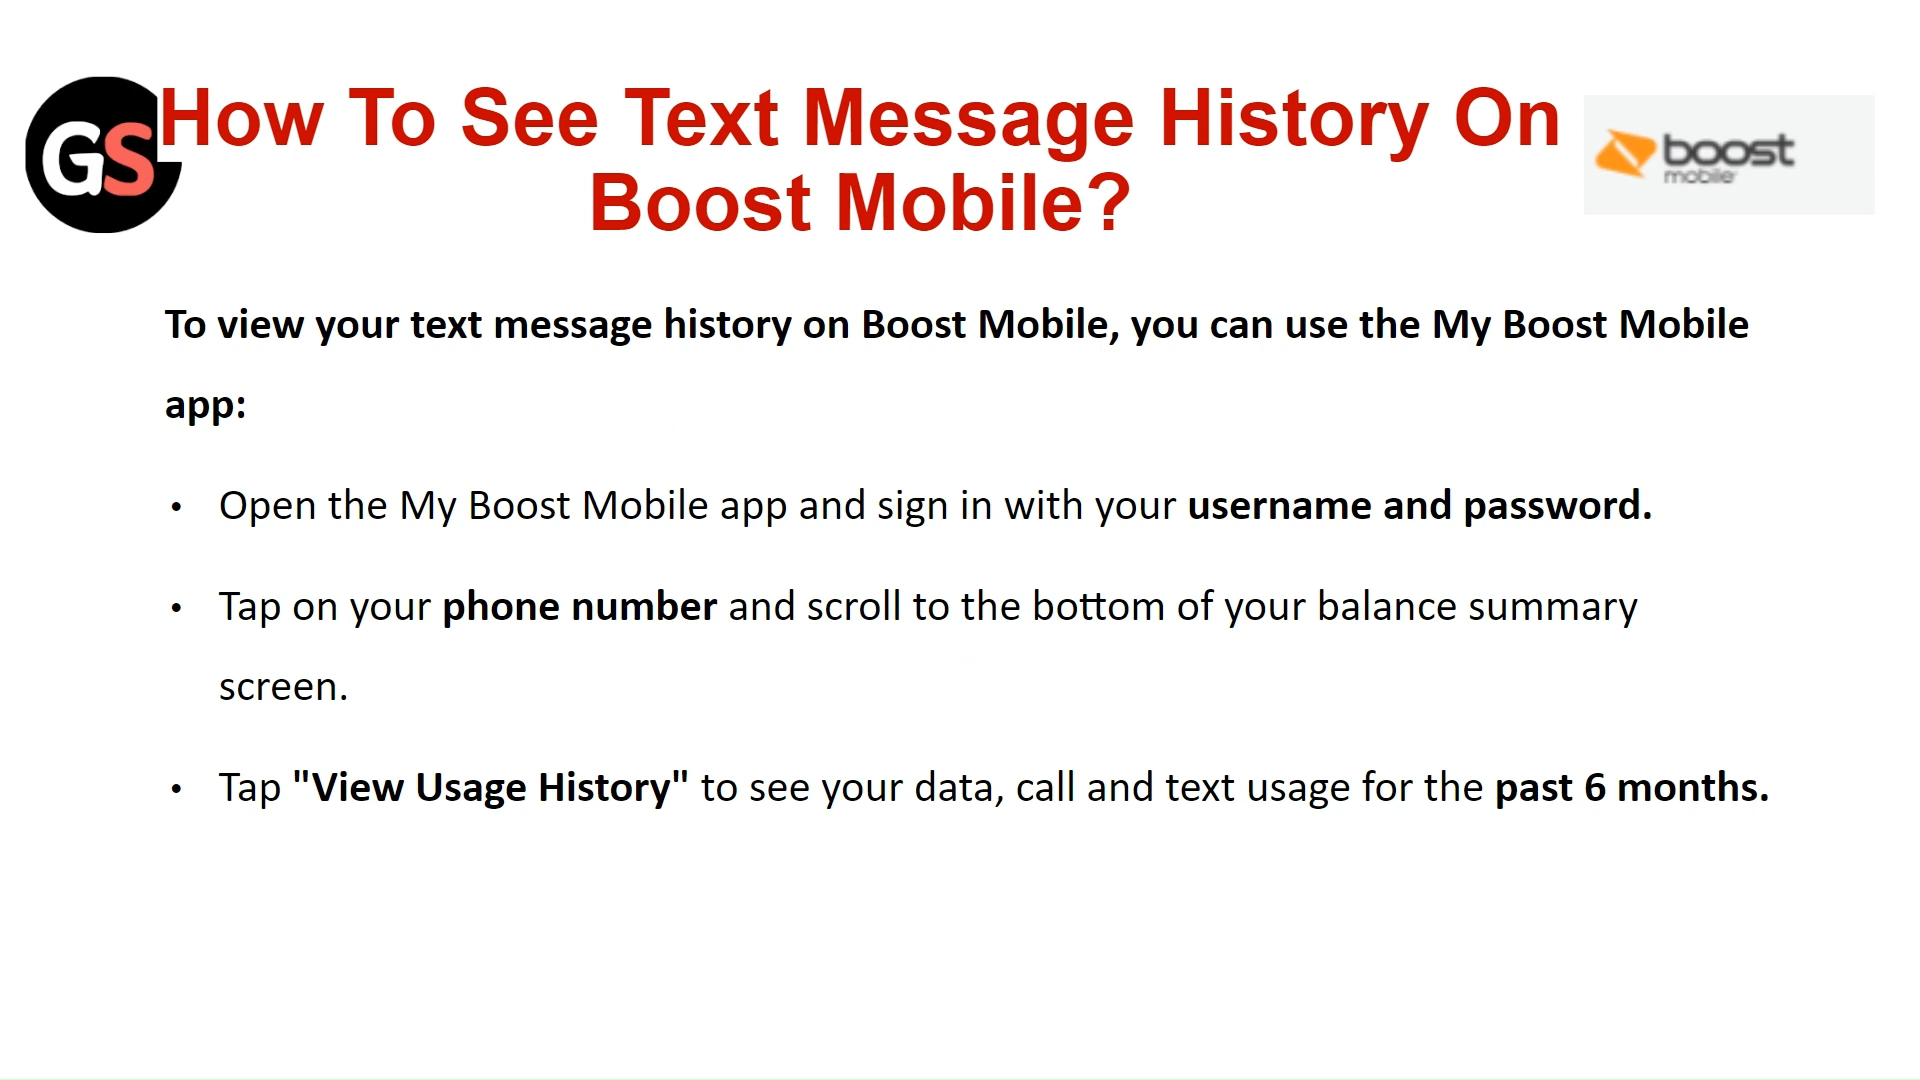 GS
How To See Text Message History On
Boost Mobile?
boost
mobile
To view your text message history on Boost Mobile, you can use the My Boost Mobile
app:
• Open the My Boost Mobile app and sign in with your username and password.
• Tap on your phone number and scroll to the bottom of your balance summary
screen.
• Tap "View Usage History" to see your data, call and text usage for the past 6 months.